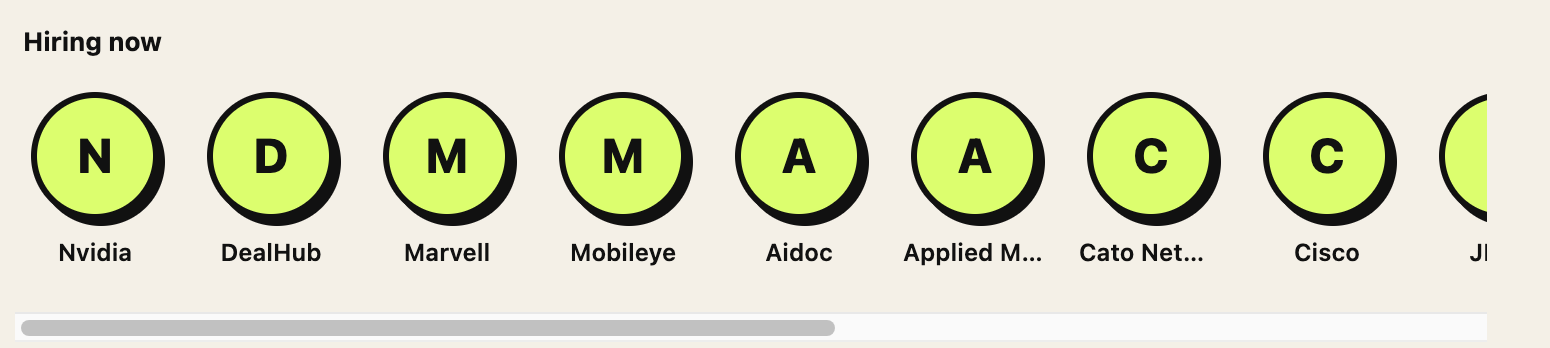 Hiring now
N D M M A A C C
Nvidia DealHub Marvell Mobileye Aidoc Applied M... Cato Net... Cisco